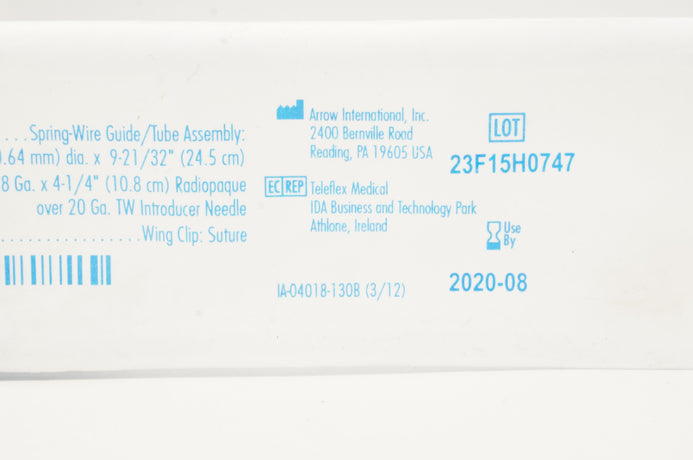 . . . Spring-Wire Guide/Tube Assembly:
.64 mm) dia. x 9-21/32" (24.5 cm)
8 Ga. x 4-1/4" (10.8 cm) Radiopaque
over 20 Ga. TW Introducer Needle
. . . . . . . . . . . . . . . . . Wing Clip: Suture
Arrow International, Inc.
2400 Bernville Road
Reading, PA 19605 USA
EC REP Teleflex Medical
IDA Business and Technology Park
Athlone, Ireland
IA-04018-130B (3/12)
LOT
23F15H0747
Use
By
2020-08